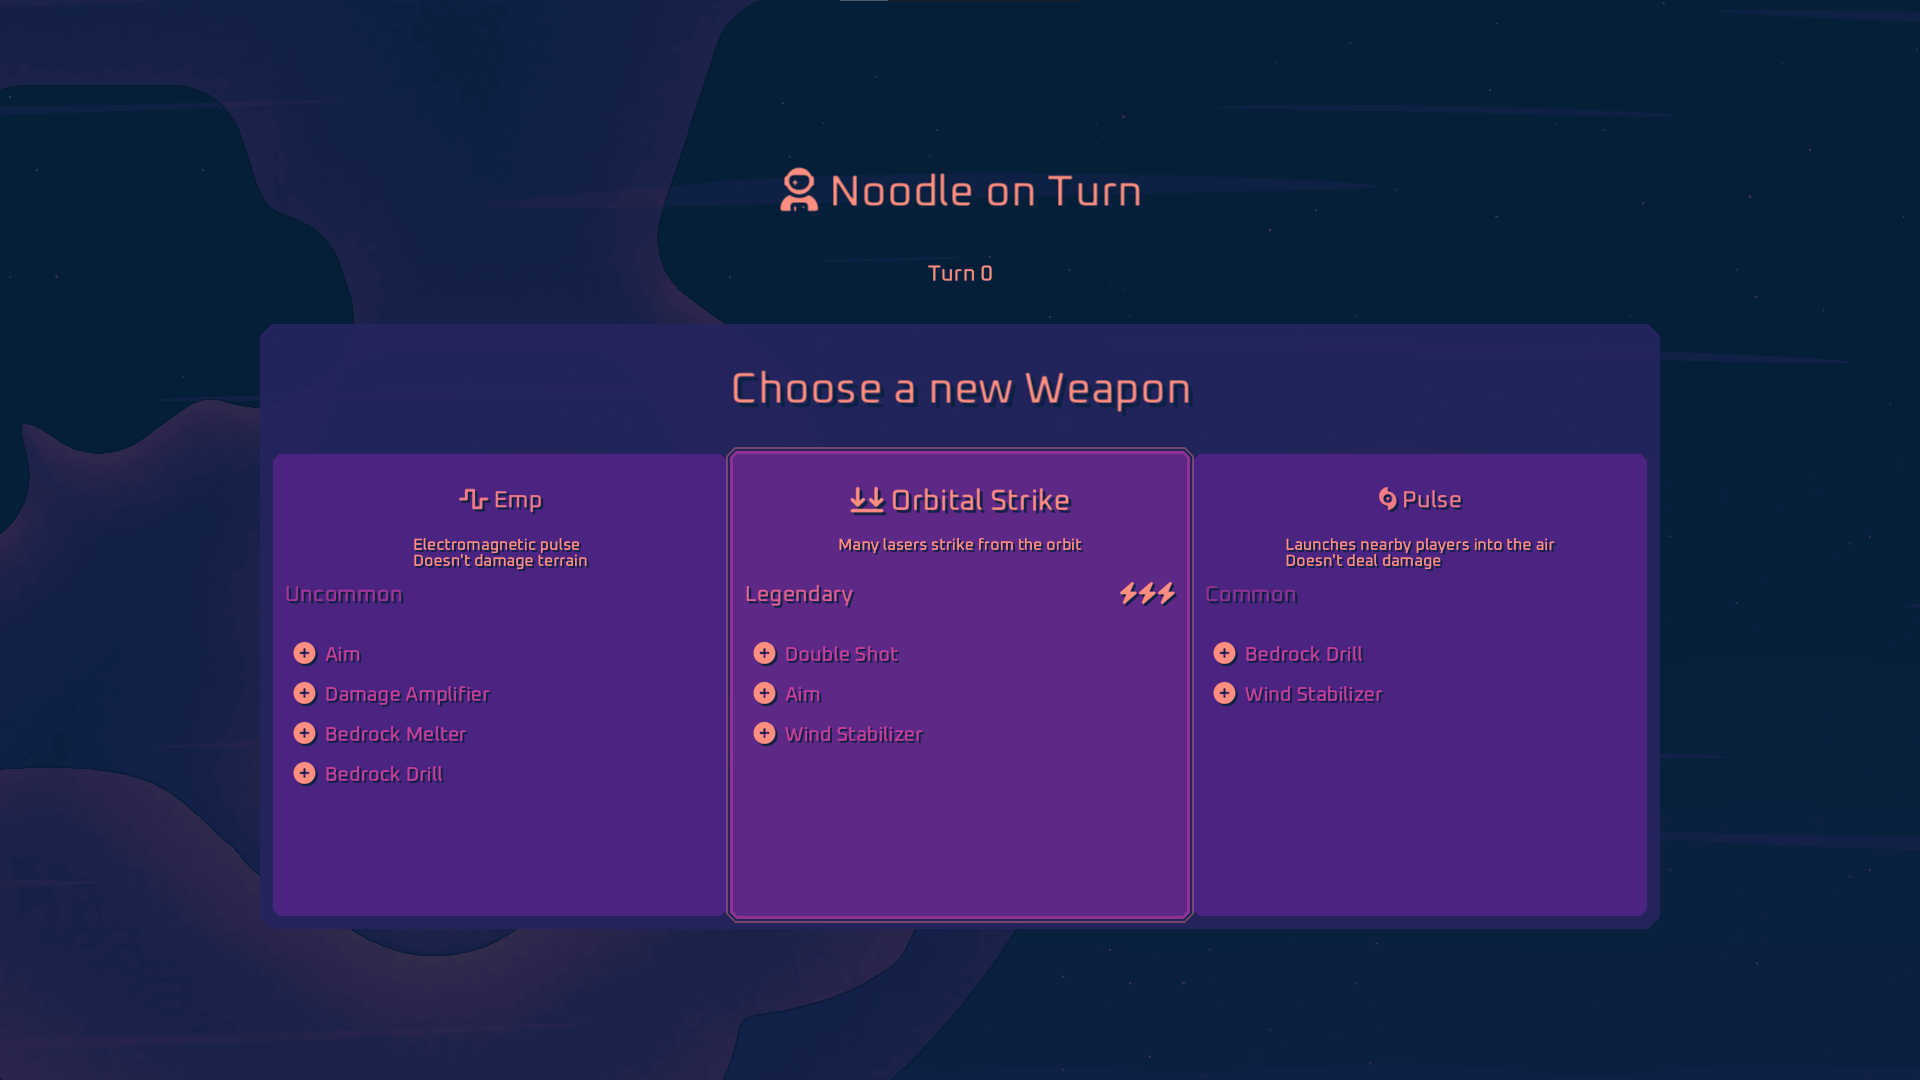 Noodle on Turn
Turn 0
Choose a new Weapon
Emp
Electromagnetic pulse
Doesn't damage terrain
Uncommon
Aim
Damage Amplifier
Bedrock Melter
Bedrock Drill
Orbital Strike
Many lasers strike from the orbit
Legendary
Double Shot
Aim
Wind Stabilizer
Pulse
Launches nearby players into the air
Doesn't deal damage
Common
Bedrock Drill
Wind Stabilizer